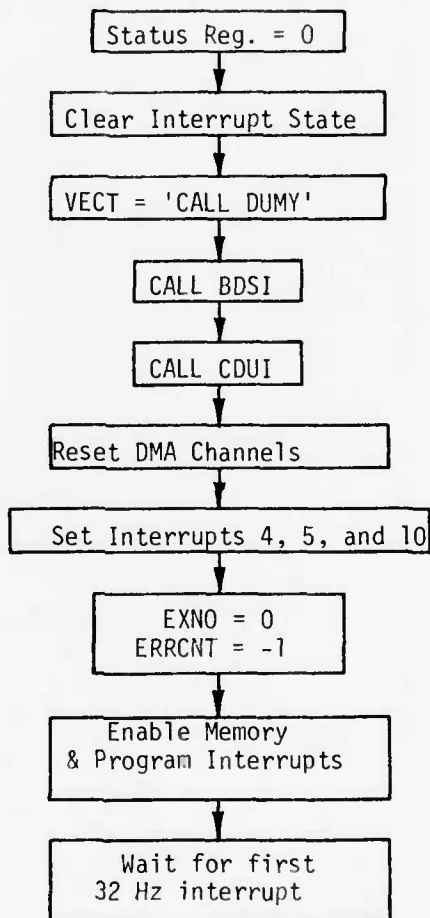 Status Reg. = 0
Clear Interrupt State
VECT = 'CALL DUMY'
CALL BDSI
CALL CDUI
Reset DMA Channels
Set Interrupts 4, 5, and 10
EXNO = 0
ERRCNT = -1
Enable Memory
& Program Interrupts
Wait for first
32 Hz interrupt